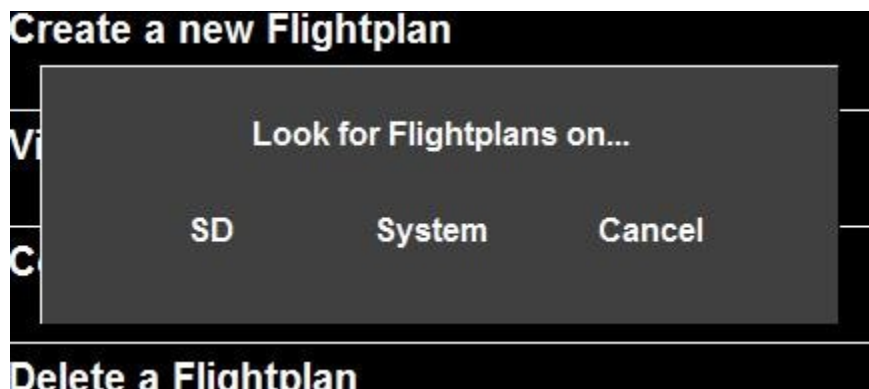 Create a new Flightplan
Look for Flightplans on...
SD System Cancel
Delete a Flightplan